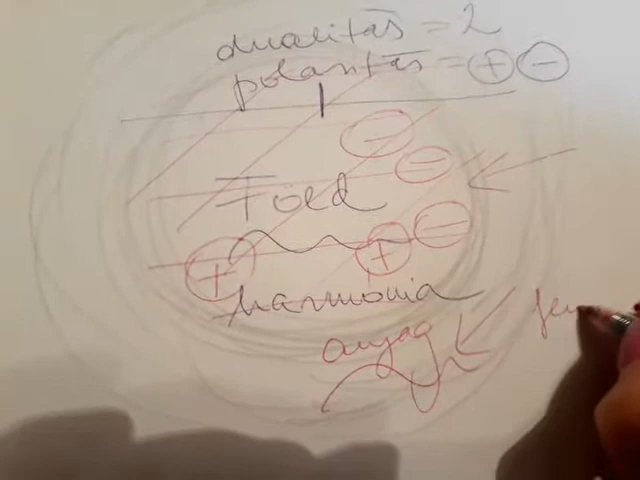 dualitás = 2
polaritás = + −
−
−
Föld
+ + −
harmonia
anyag